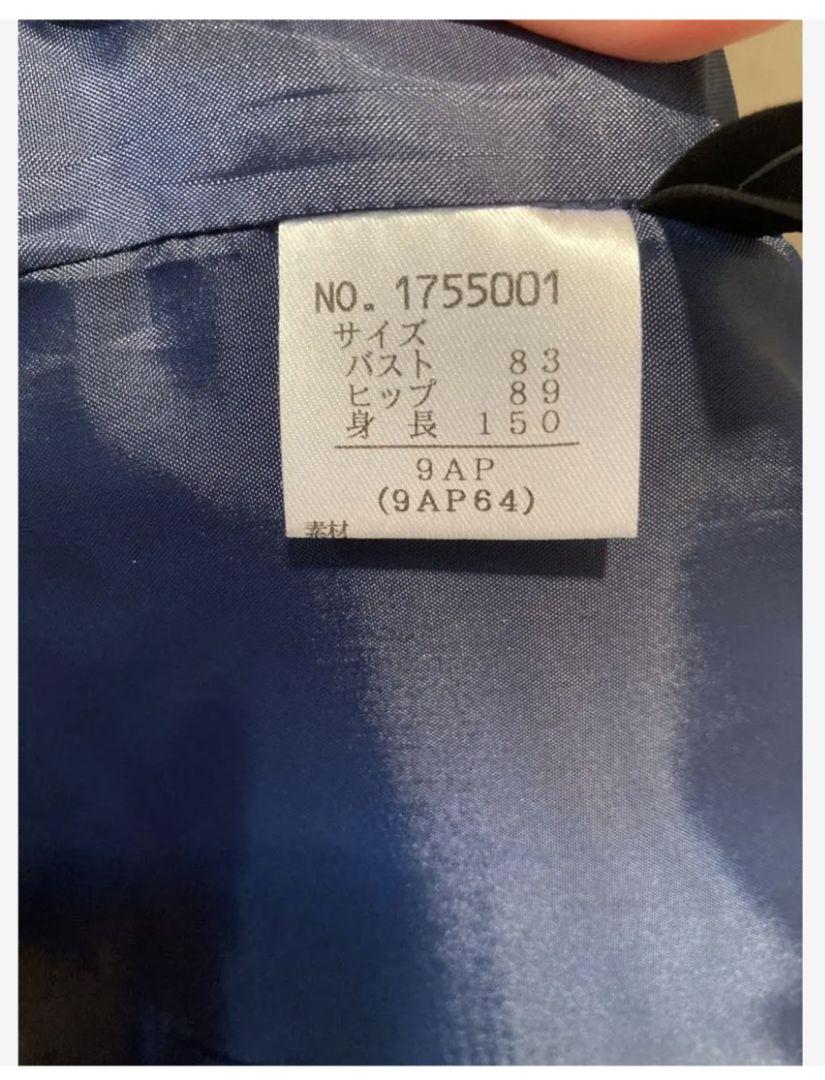 NO. 1755001
サイズ
バスト 83
ヒップ 89
身長 150
9AP
(9AP64)
素材